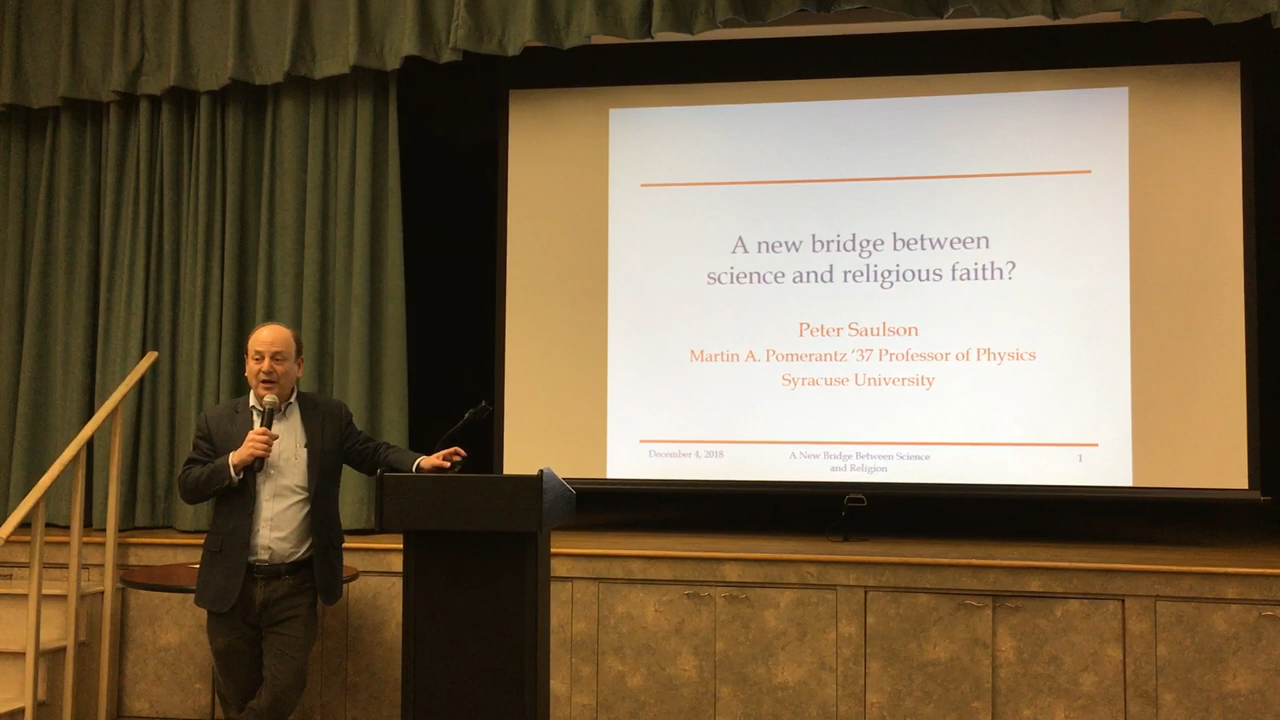 A new bridge between
science and religious faith?
Peter Saulson
Martin A. Pomerantz ‘37 Professor of Physics
Syracuse University
December 4, 2018
A New Bridge Between Science
and Religion
1